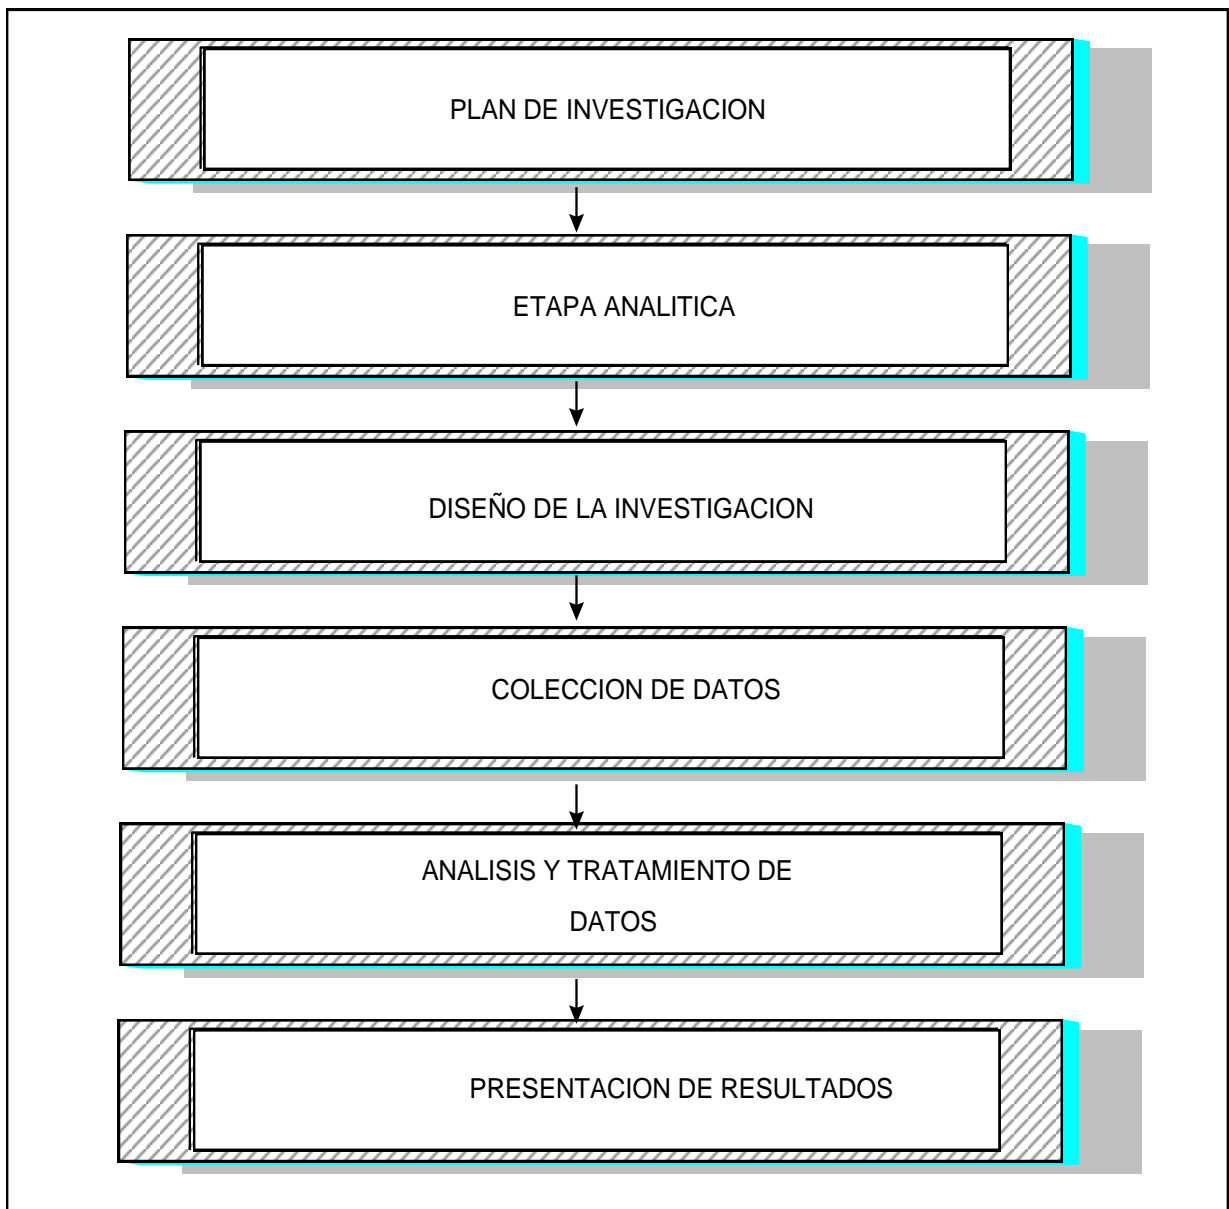 PLAN DE INVESTIGACION
ETAPA ANALITICA
DISEÑO DE LA INVESTIGACION
COLECCION DE DATOS
ANALISIS Y TRATAMIENTO DE
DATOS
PRESENTACION DE RESULTADOS